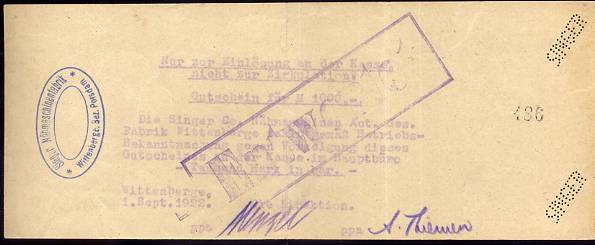 Nur zur Einlösung an der Kasse,
nicht zur Zirkulation.
Gutschein für M 1000.-
Singer Nähmaschinenfabrik
Wittenberge, Bez. Potsdam
486
Die Singer Co. Nähmaschinen Act. Ges.
Fabrik Wittenberge zahlt gemäß Betriebs-
Bekanntmachung gegen Vorzeigung dieses
Gutscheines an der Kasse im Hauptbüro
- Tausend Mark in bar. -
Wittenberge,
1. Sept. 1922. Direktion.
ppa ppa